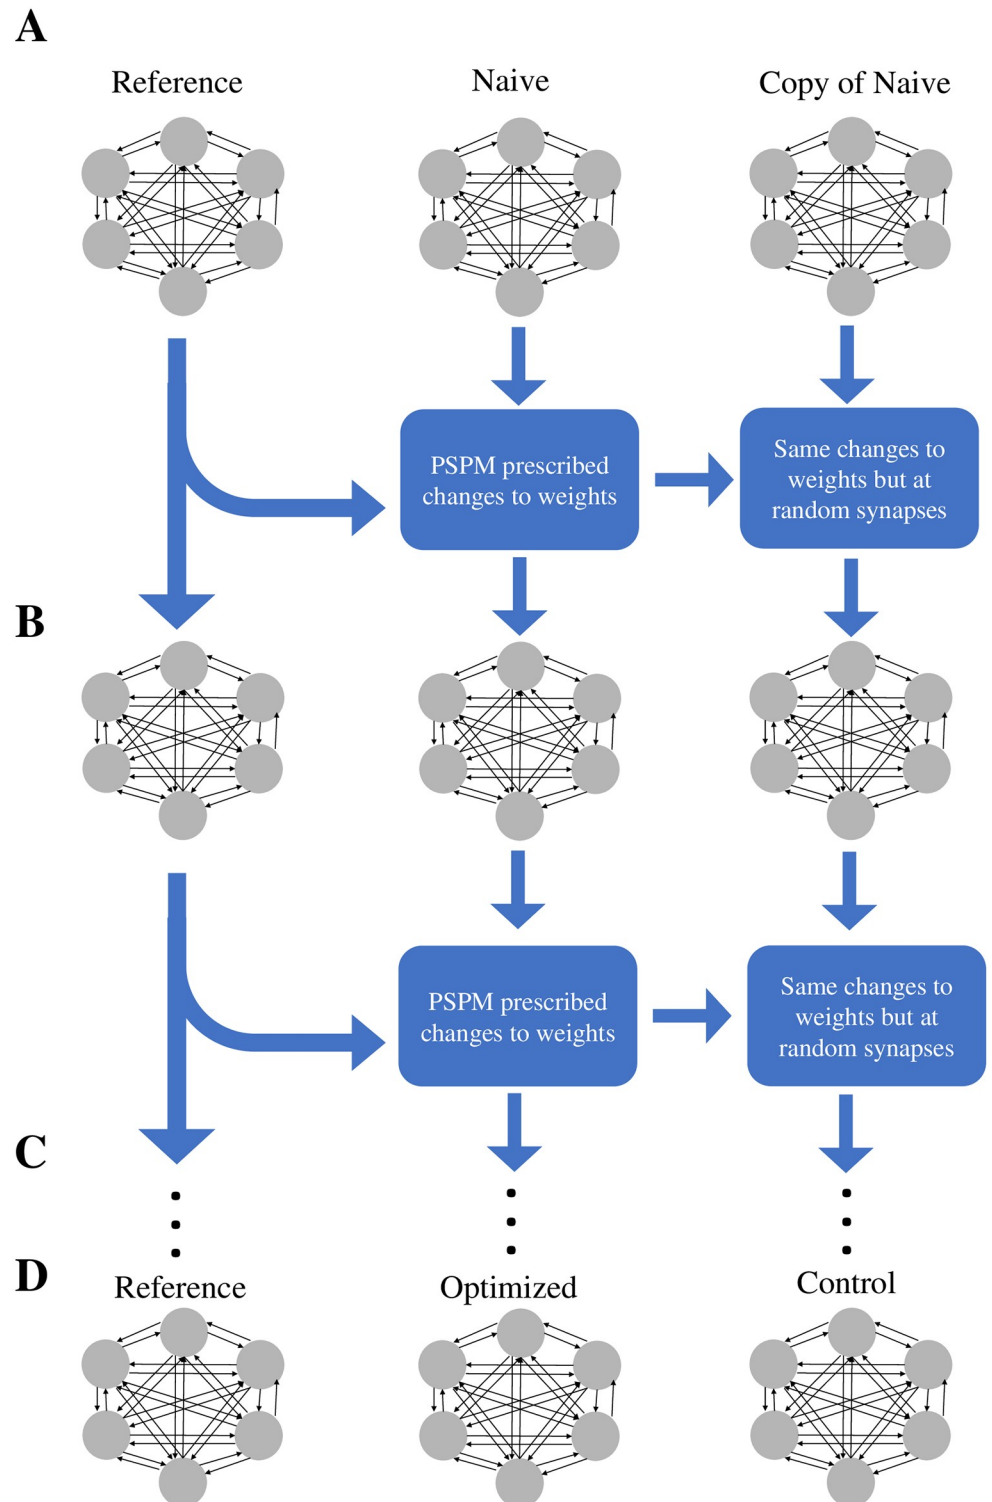 A
Reference
Naive
Copy of Naive
PSPM prescribed
changes to weights
Same changes to
weights but at
random synapses
B
PSPM prescribed
changes to weights
Same changes to
weights but at
random synapses
C
D
Reference
Optimized
Control